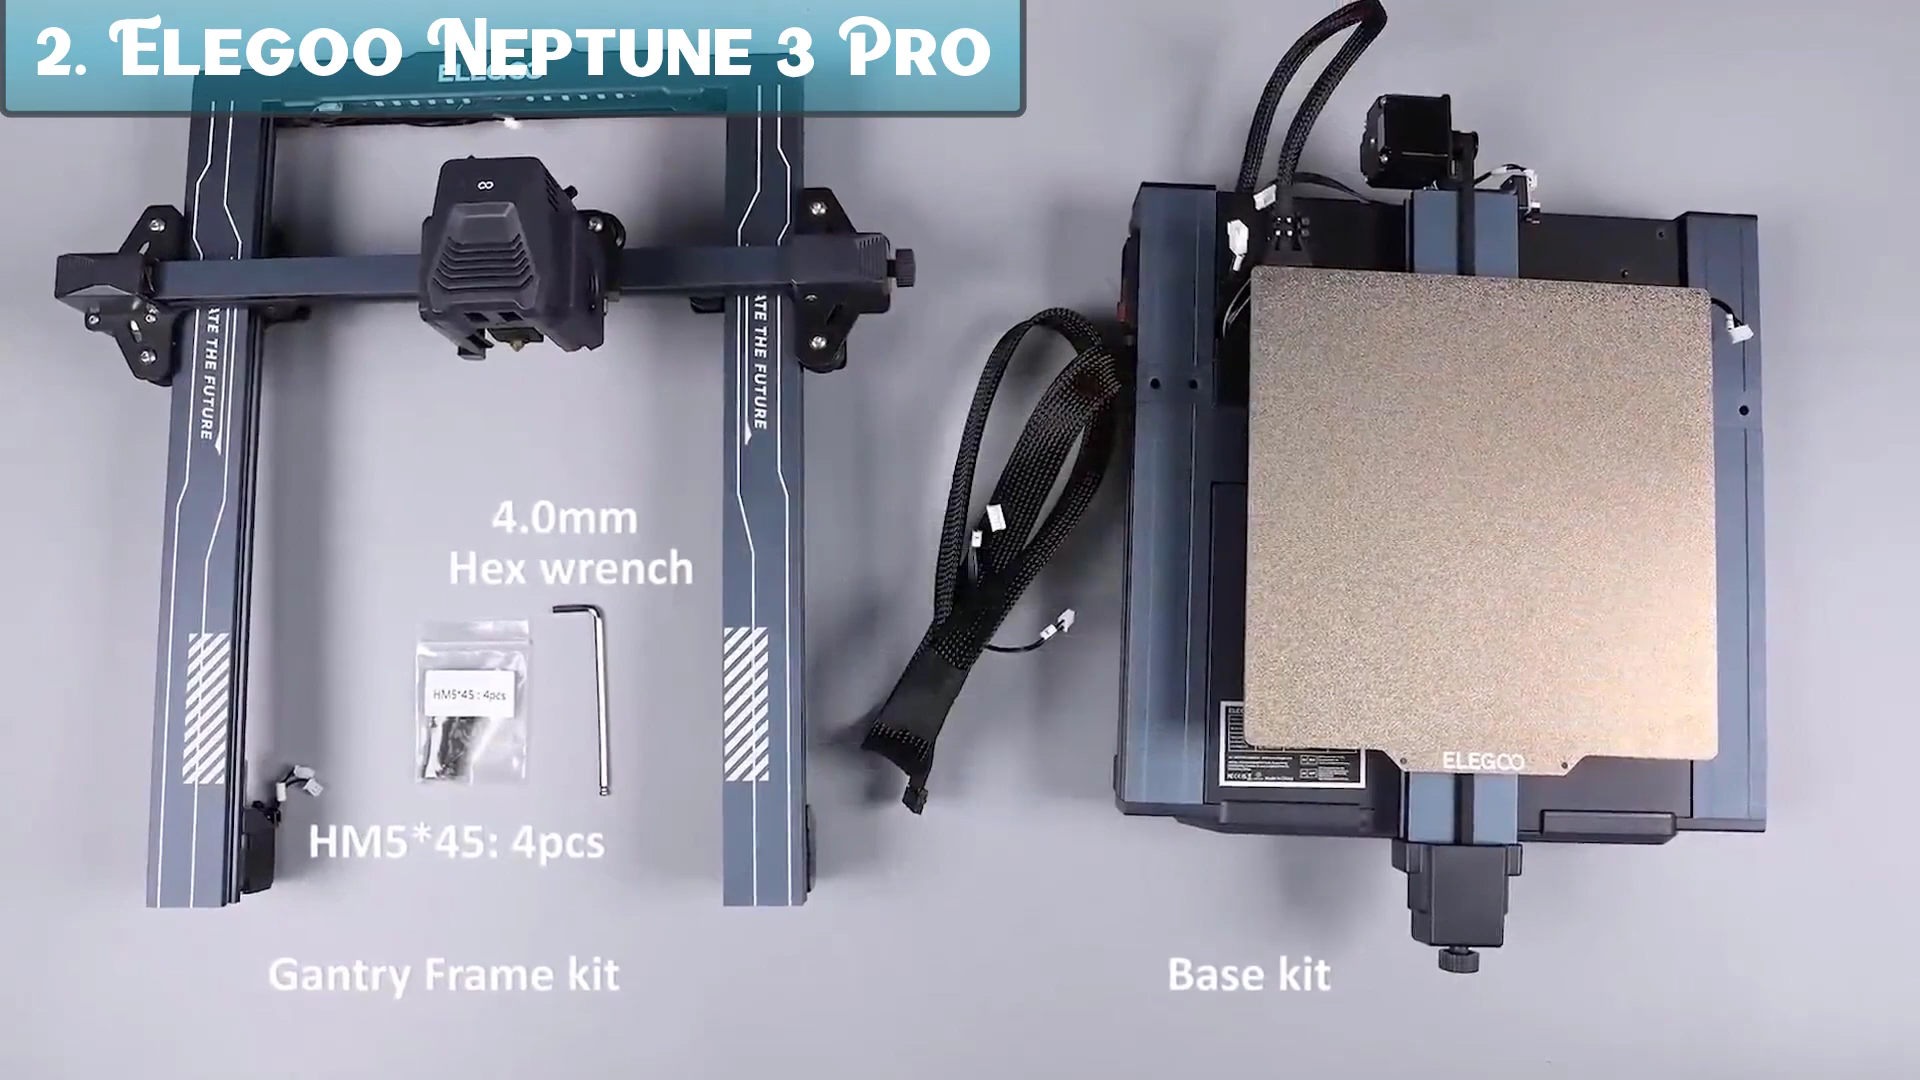 2. Elegoo Neptune 3 Pro
ELEGOO
ATE THE FUTURE
ATE THE FUTURE
4.0mm
Hex wrench
HM5*45 : 4pcs
HM5*45: 4pcs
ELEGOO
Gantry Frame kit
Base kit